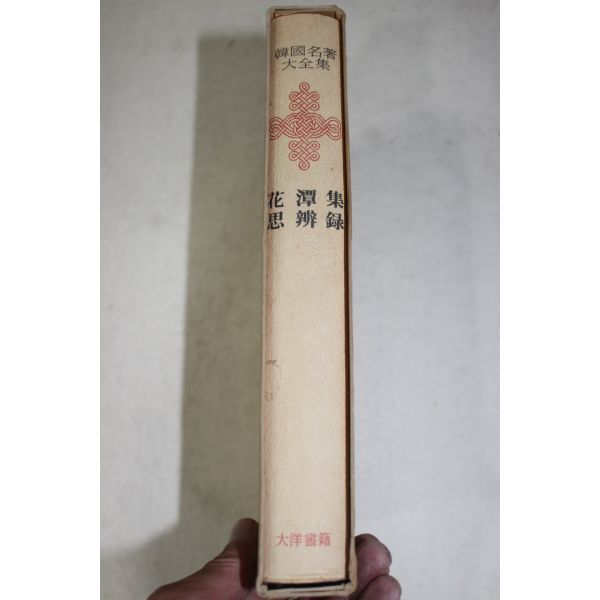 韓國名著
大全集
花潭集
思辨録
大洋書籍